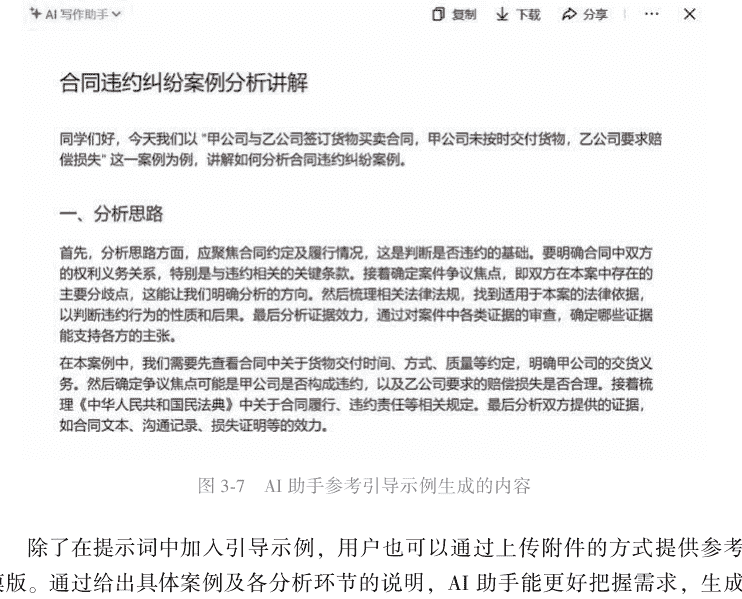 AI 写作助手
复制 下载 分享 ···
合同违约纠纷案例分析讲解
同学们好，今天我们以 "甲公司与乙公司签订货物买卖合同，甲公司未按时交付货物，乙公司要求赔
偿损失" 这一案例为例，讲解如何分析合同违约纠纷案例。
一、分析思路
首先，分析思路方面，应聚焦合同约定及履行情况，这是判断是否违约的基础。要明确合同中双方
的权利义务关系，特别是与违约相关的关键条款。接着确定案件争议焦点，即双方在本案中存在的
主要分歧点，这能让我们明确分析的方向。然后梳理相关法律法规，找到适用于本案的法律依据，
以判断违约行为的性质和后果。最后分析证据效力，通过对案件中各类证据的审查，确定哪些证据
能支持各方的主张。
在本案例中，我们需要先查看合同中关于货物交付时间、方式、质量等约定，明确甲公司的交货义
务。然后确定争议焦点可能是甲公司是否构成违约，以及乙公司要求的赔偿损失是否合理。接着梳
理《中华人民共和国民法典》中关于合同履行、违约责任等相关规定。最后分析双方提供的证据，
如合同文本、沟通记录、损失证明等的效力。
图 3-7 AI 助手参考引导示例生成的内容
除了在提示词中加入引导示例，用户也可以通过上传附件的方式提供参考
模版。通过给出具体案例及各分析环节的说明，AI 助手能更好把握需求，生成